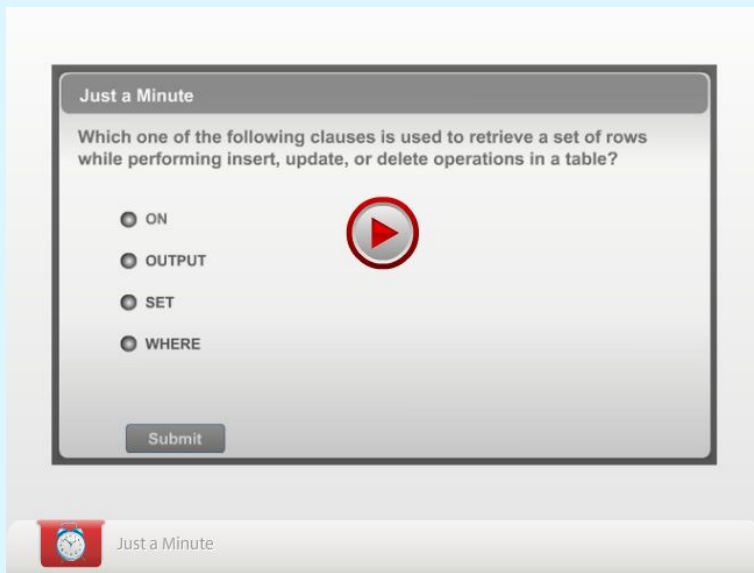 Just a Minute
Which one of the following clauses is used to retrieve a set of rows
while performing insert, update, or delete operations in a table?
ON
OUTPUT
SET
WHERE
Submit
Just a Minute